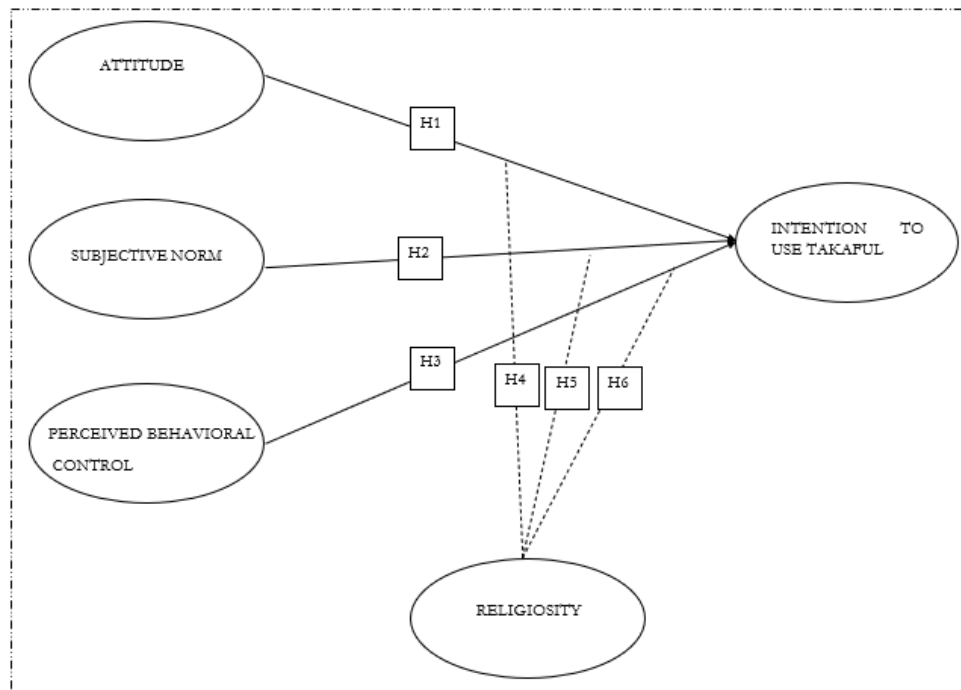 ATTITUDE
H1
SUBJECTIVE NORM
H2
INTENTION TO
USE TAKAFUL
H3
H4
H5
H6
PERCEIVED BEHAVIORAL
CONTROL
RELIGIOSITY